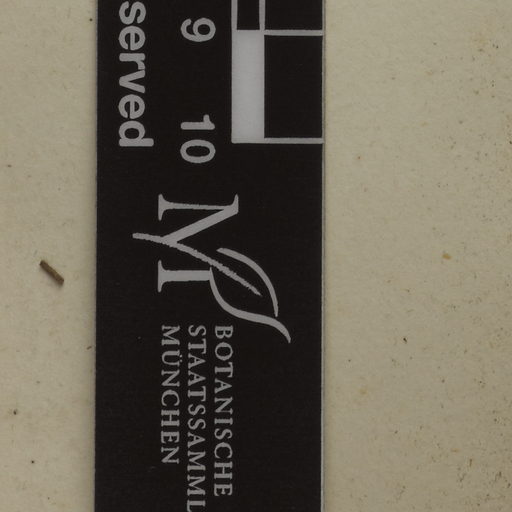 served
9 10
BOTANISCHE
STAATSSAMML
MÜNCHEN